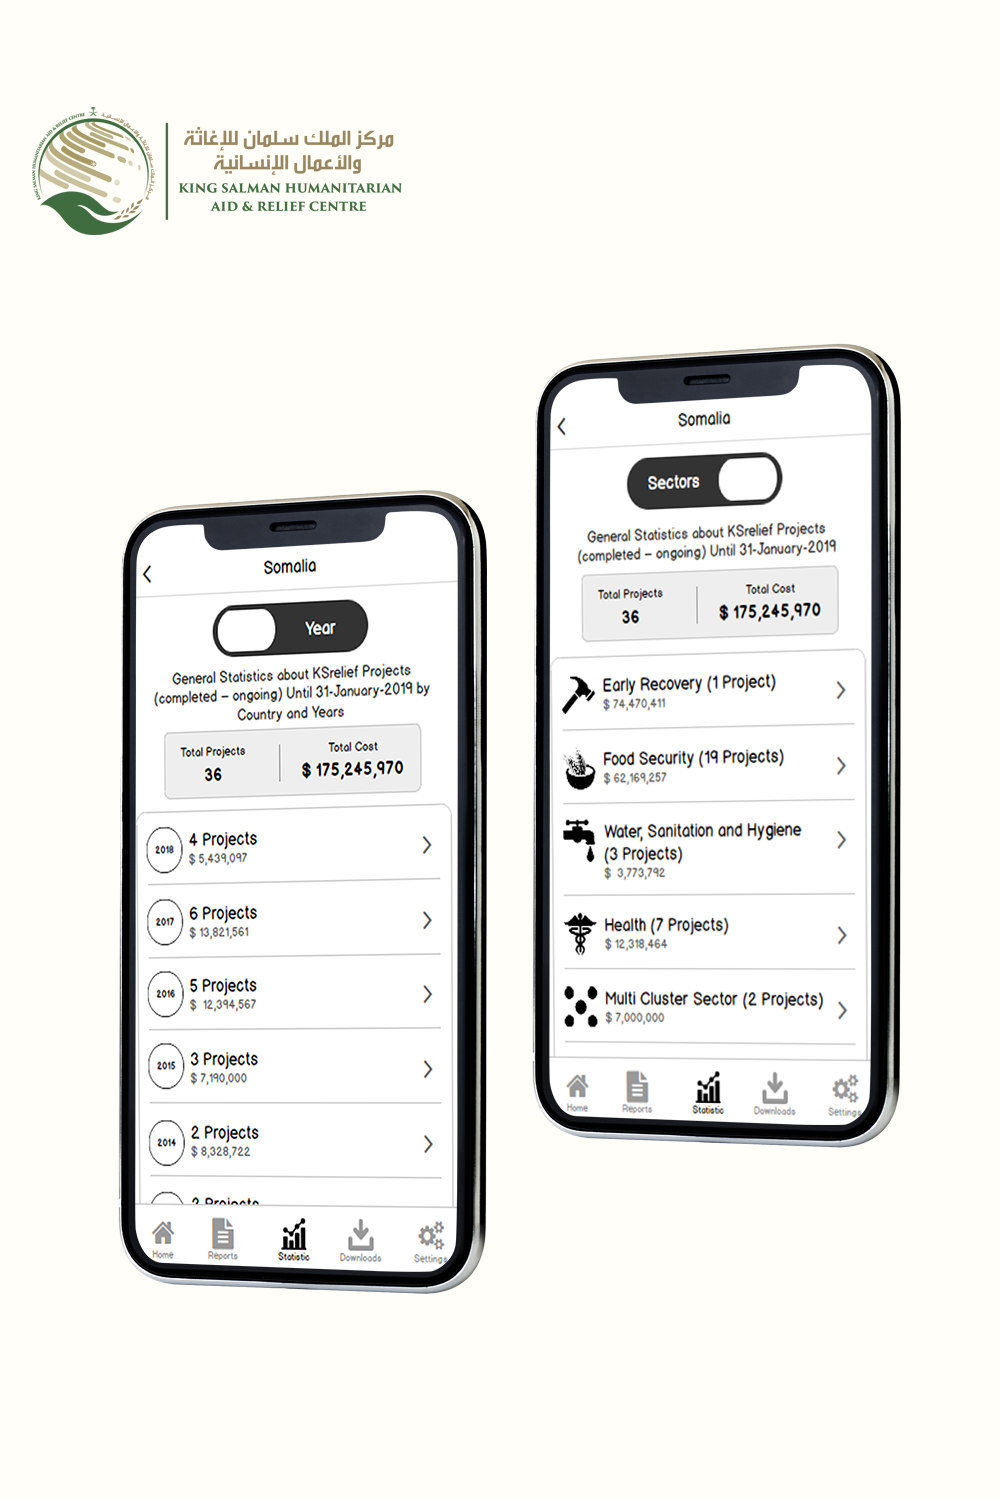 مركز الملك سلمان للإغاثة
والأعمال الإنسانية
KING SALMAN HUMANITARIAN
AID & RELIEF CENTRE
Somalia
Year
General Statistics about KSrelief Projects
(completed – ongoing) Until 31-January-2019 by
Country and Years
Total Projects
36
Total Cost
$ 175,245,970
2018
4 Projects
$ 5,439,097
2017
6 Projects
$ 13,821,561
2016
5 Projects
$ 12,394,567
2015
3 Projects
$ 7,190,000
2014
2 Projects
$ 8,328,722
2 Projects
Home
Reports
Statistic
Downloads
Settings
Somalia
Sectors
General Statistics about KSrelief Projects
(completed – ongoing) Until 31-January-2019
Total Projects
36
Total Cost
$ 175,245,970
Early Recovery (1 Project)
$ 74,470,411
Food Security (19 Projects)
$ 62,169,257
Water, Sanitation and Hygiene
(3 Projects)
$ 3,773,792
Health (7 Projects)
$ 12,318,464
Multi Cluster Sector (2 Projects)
$ 7,000,000
Home
Reports
Statistic
Downloads
Settings